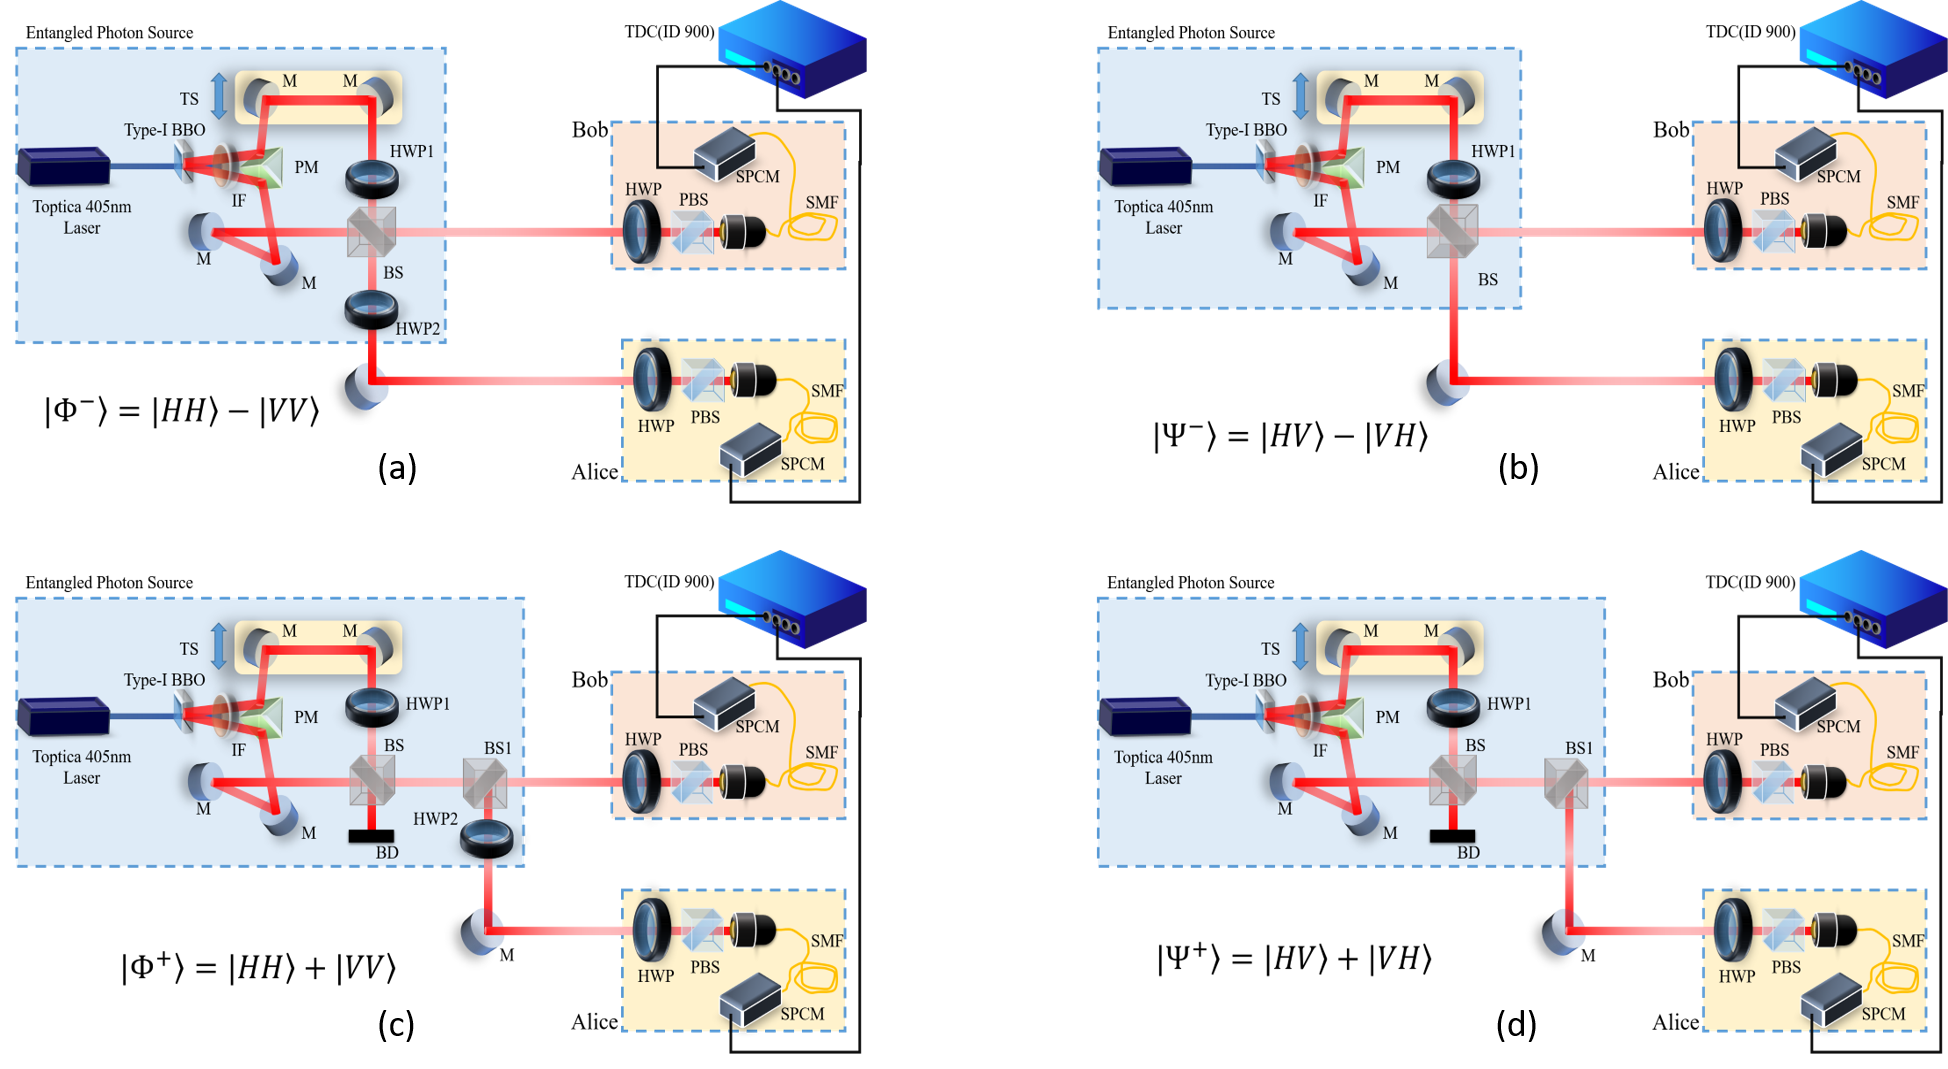 Entangled Photon Source
TDC(ID 900)
TS
M
M
Type-I BBO
Bob
HWP1
PM
SPCM
IF
HWP
PBS
SMF
Toptica 405nm
Laser
M
BS
M
HWP2
SMF
HWP
PBS
SPCM
Alice
|Φ⁻⟩ = |HH⟩ − |VV⟩
(a)
Entangled Photon Source
TDC(ID 900)
TS
M
M
Type-I BBO
Bob
HWP1
PM
SPCM
IF
HWP
PBS
SMF
Toptica 405nm
Laser
M
BS
M
SMF
HWP
PBS
SPCM
Alice
|Ψ⁻⟩ = |HV⟩ − |VH⟩
(b)
Entangled Photon Source
TDC(ID 900)
TS
M
M
Type-I BBO
Bob
HWP1
PM
SPCM
IF
BS
BS1
HWP
PBS
SMF
Toptica 405nm
Laser
M
M
HWP2
BD
SMF
M
HWP
PBS
SPCM
Alice
|Φ⁺⟩ = |HH⟩ + |VV⟩
(c)
Entangled Photon Source
TDC(ID 900)
TS
M
M
Type-I BBO
Bob
HWP1
PM
SPCM
IF
BS
BS1
HWP
PBS
SMF
Toptica 405nm
Laser
M
M
BD
SMF
M
HWP
PBS
SPCM
Alice
|Ψ⁺⟩ = |HV⟩ + |VH⟩
(d)